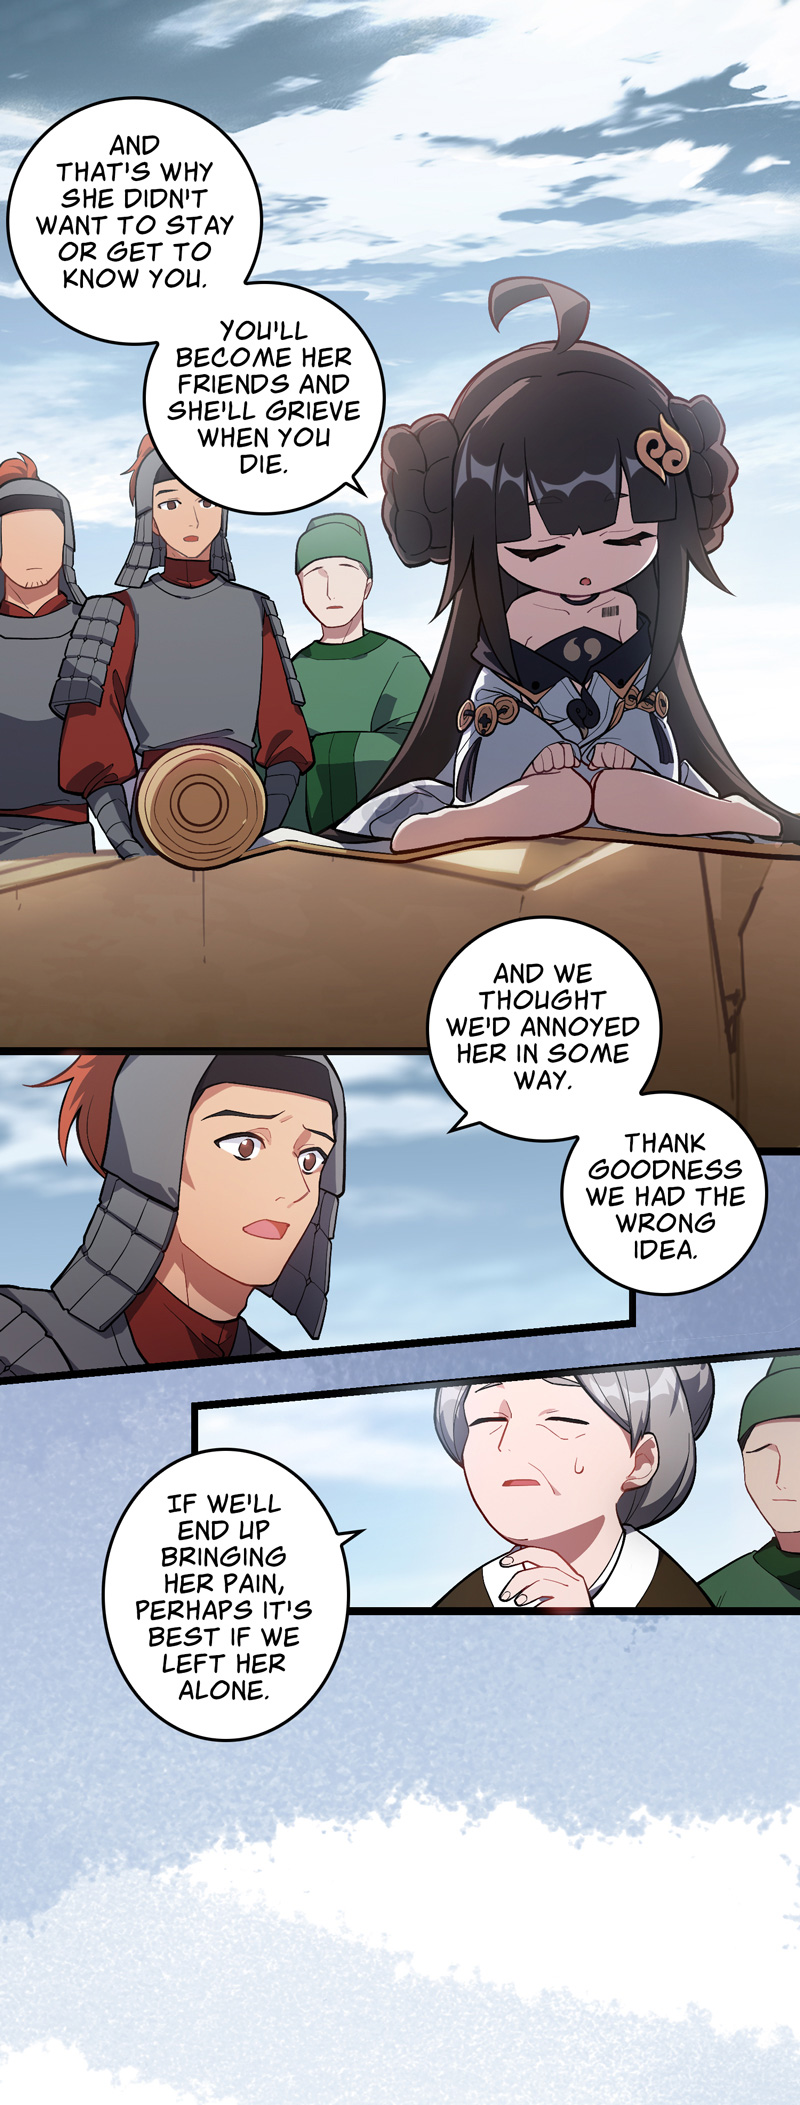 AND
THAT'S WHY
SHE DIDN'T
WANT TO STAY
OR GET TO
KNOW YOU.
YOU'LL
BECOME HER
FRIENDS AND
SHE'LL GRIEVE
WHEN YOU
DIE.
AND WE
THOUGHT
WE'D ANNOYED
HER IN SOME
WAY.
THANK
GOODNESS
WE HAD THE
WRONG
IDEA.
IF WE'LL
END UP
BRINGING
HER PAIN,
PERHAPS IT'S
BEST IF WE
LEFT HER
ALONE.